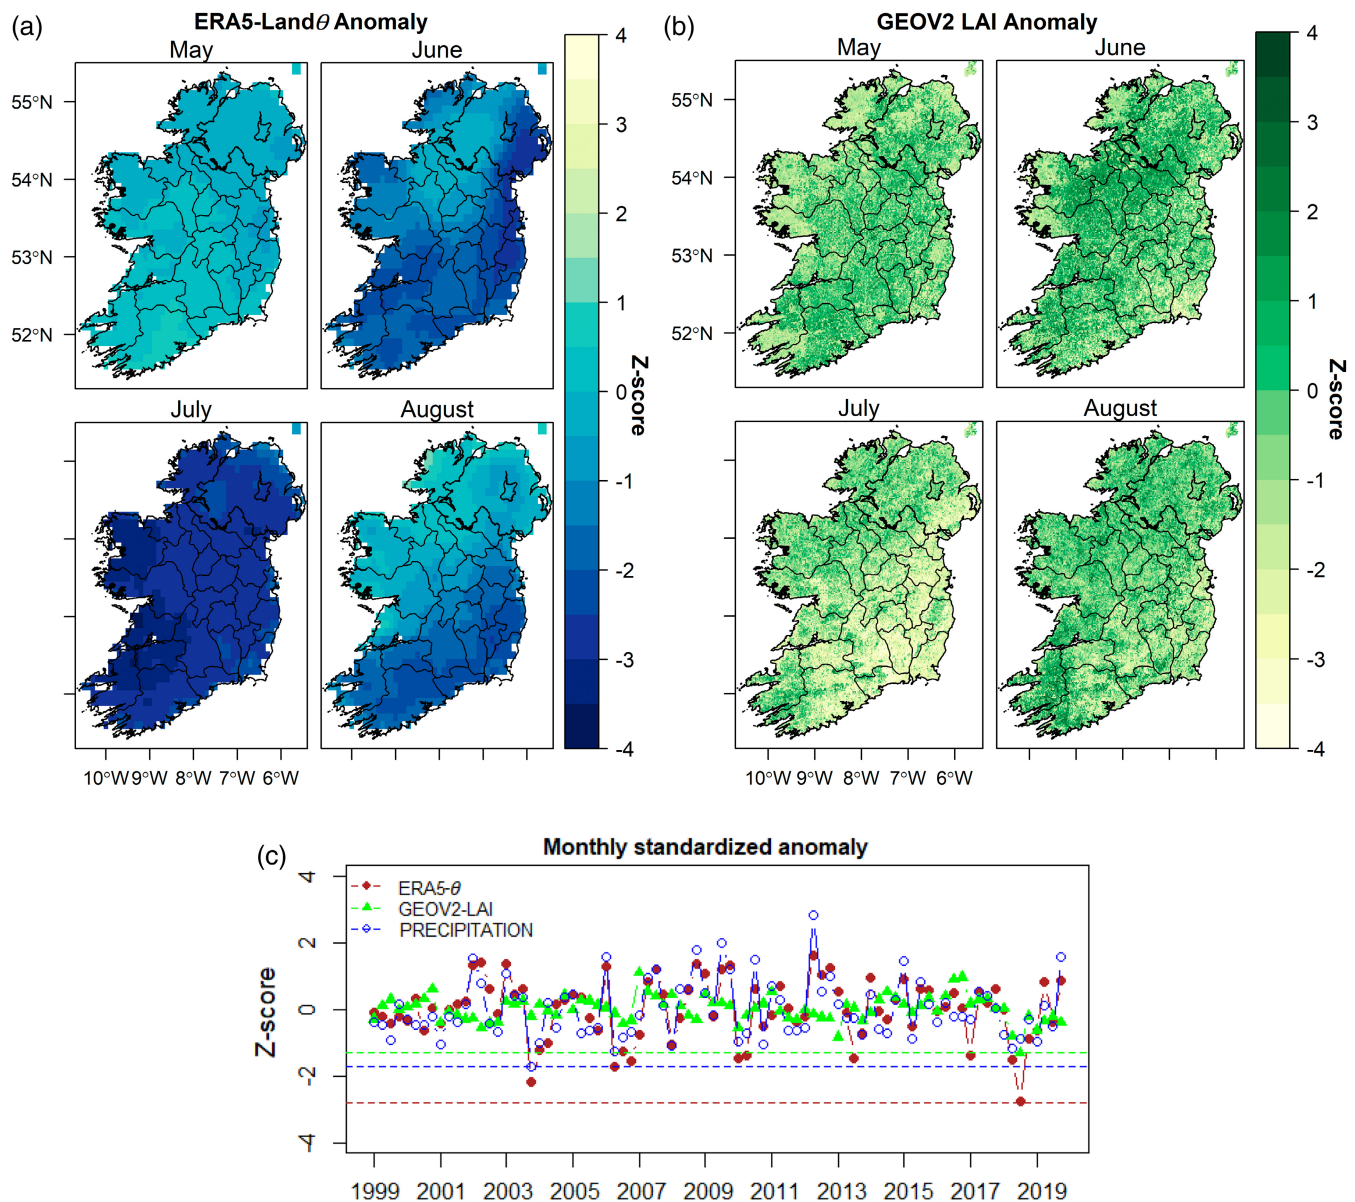 (a)
ERA5-Landθ Anomaly
May
June
55°N
54°N
53°N
52°N
July
August
10°W 9°W 8°W 7°W 6°W
4
3
2
1
0
-1
-2
-3
-4
Z-score
(b)
GEOV2 LAI Anomaly
May
June
55°N
54°N
53°N
52°N
July
August
10°W 9°W 8°W 7°W 6°W
4
3
2
1
0
-1
-2
-3
-4
Z-score
(c)
Monthly standardized anomaly
ERA5-θ
GEOV2-LAI
PRECIPITATION
Z-score
4
2
0
-2
-4
1999 2001 2003 2005 2007 2009 2011 2013 2015 2017 2019